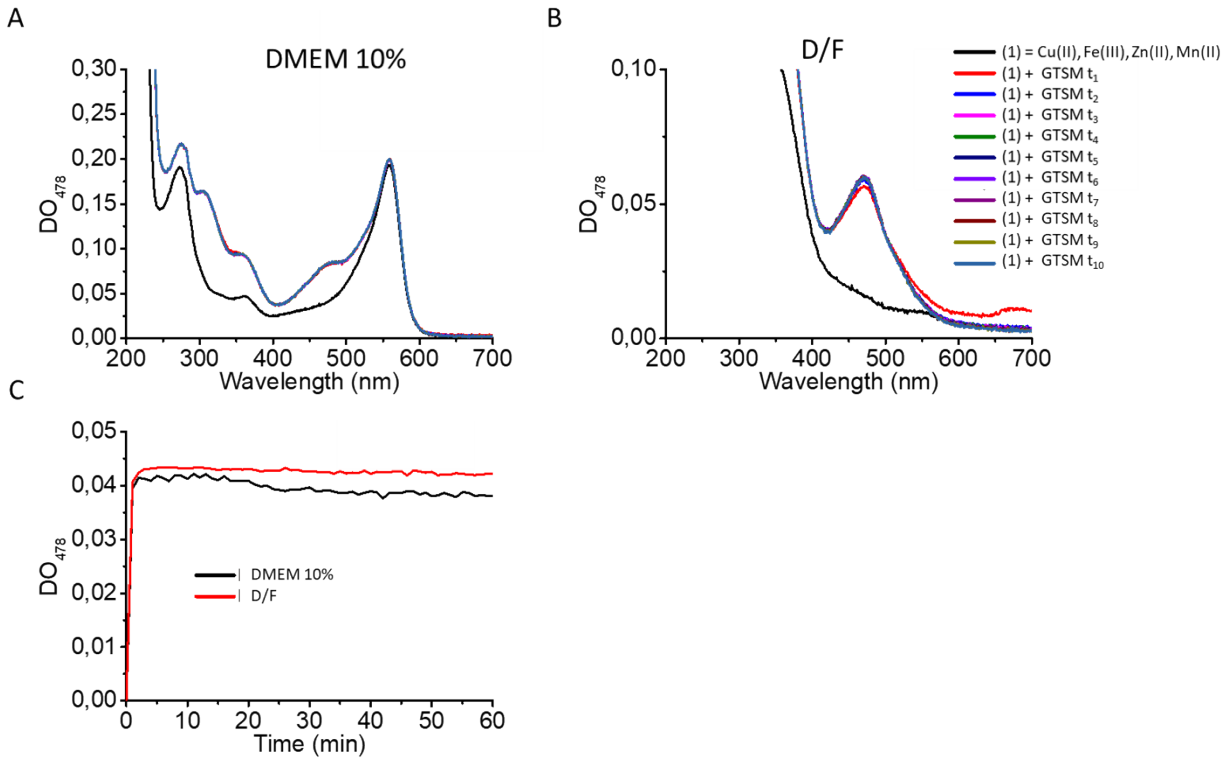 A
DMEM 10%
0,30
0,25
0,20
0,15
0,10
0,05
0,00
DO478
200 300 400 500 600 700
Wavelength (nm)
B
D/F
0,10
0,05
0,00
DO478
200 300 400 500 600 700
Wavelength (nm)
(1) = Cu(II), Fe(III), Zn(II), Mn(II)
(1) + GTSM t1
(1) + GTSM t2
(1) + GTSM t3
(1) + GTSM t4
(1) + GTSM t5
(1) + GTSM t6
(1) + GTSM t7
(1) + GTSM t8
(1) + GTSM t9
(1) + GTSM t10
C
0,05
0,04
0,03
0,02
0,01
0,00
DO478
DMEM 10%
D/F
0 10 20 30 40 50 60
Time (min)